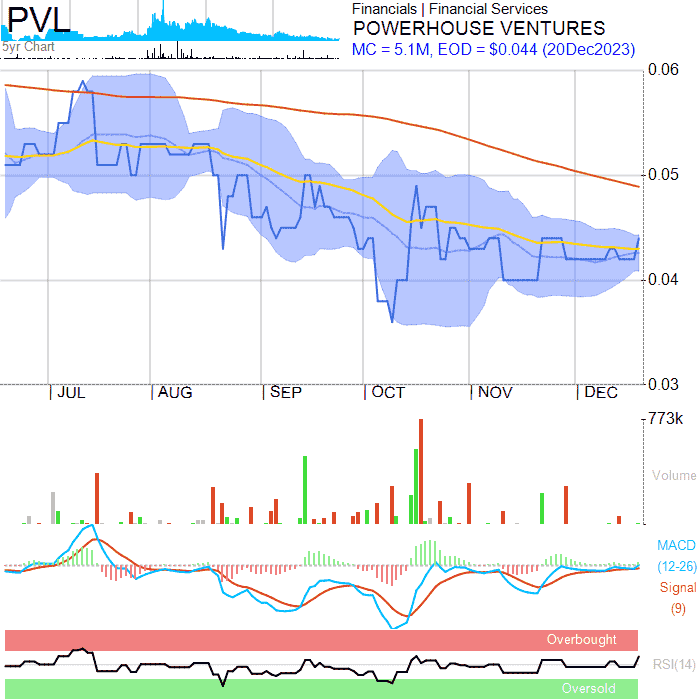 PVL
5yr Chart
Financials | Financial Services
POWERHOUSE VENTURES
MC = 5.1M, EOD = $0.044 (20Dec2023)
0.06
0.05
0.04
0.03
JUL AUG SEP OCT NOV DEC
773k
Volume
MACD
(12-26)
Signal
(9)
Overbought
RSI(14)
Oversold